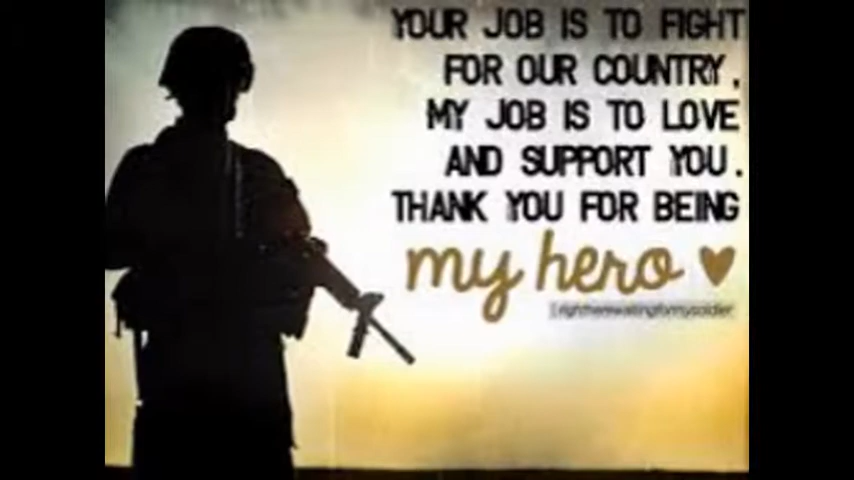 YOUR JOB IS TO FIGHT
FOR OUR COUNTRY,
MY JOB IS TO LOVE
AND SUPPORT YOU.
THANK YOU FOR BEING
my hero